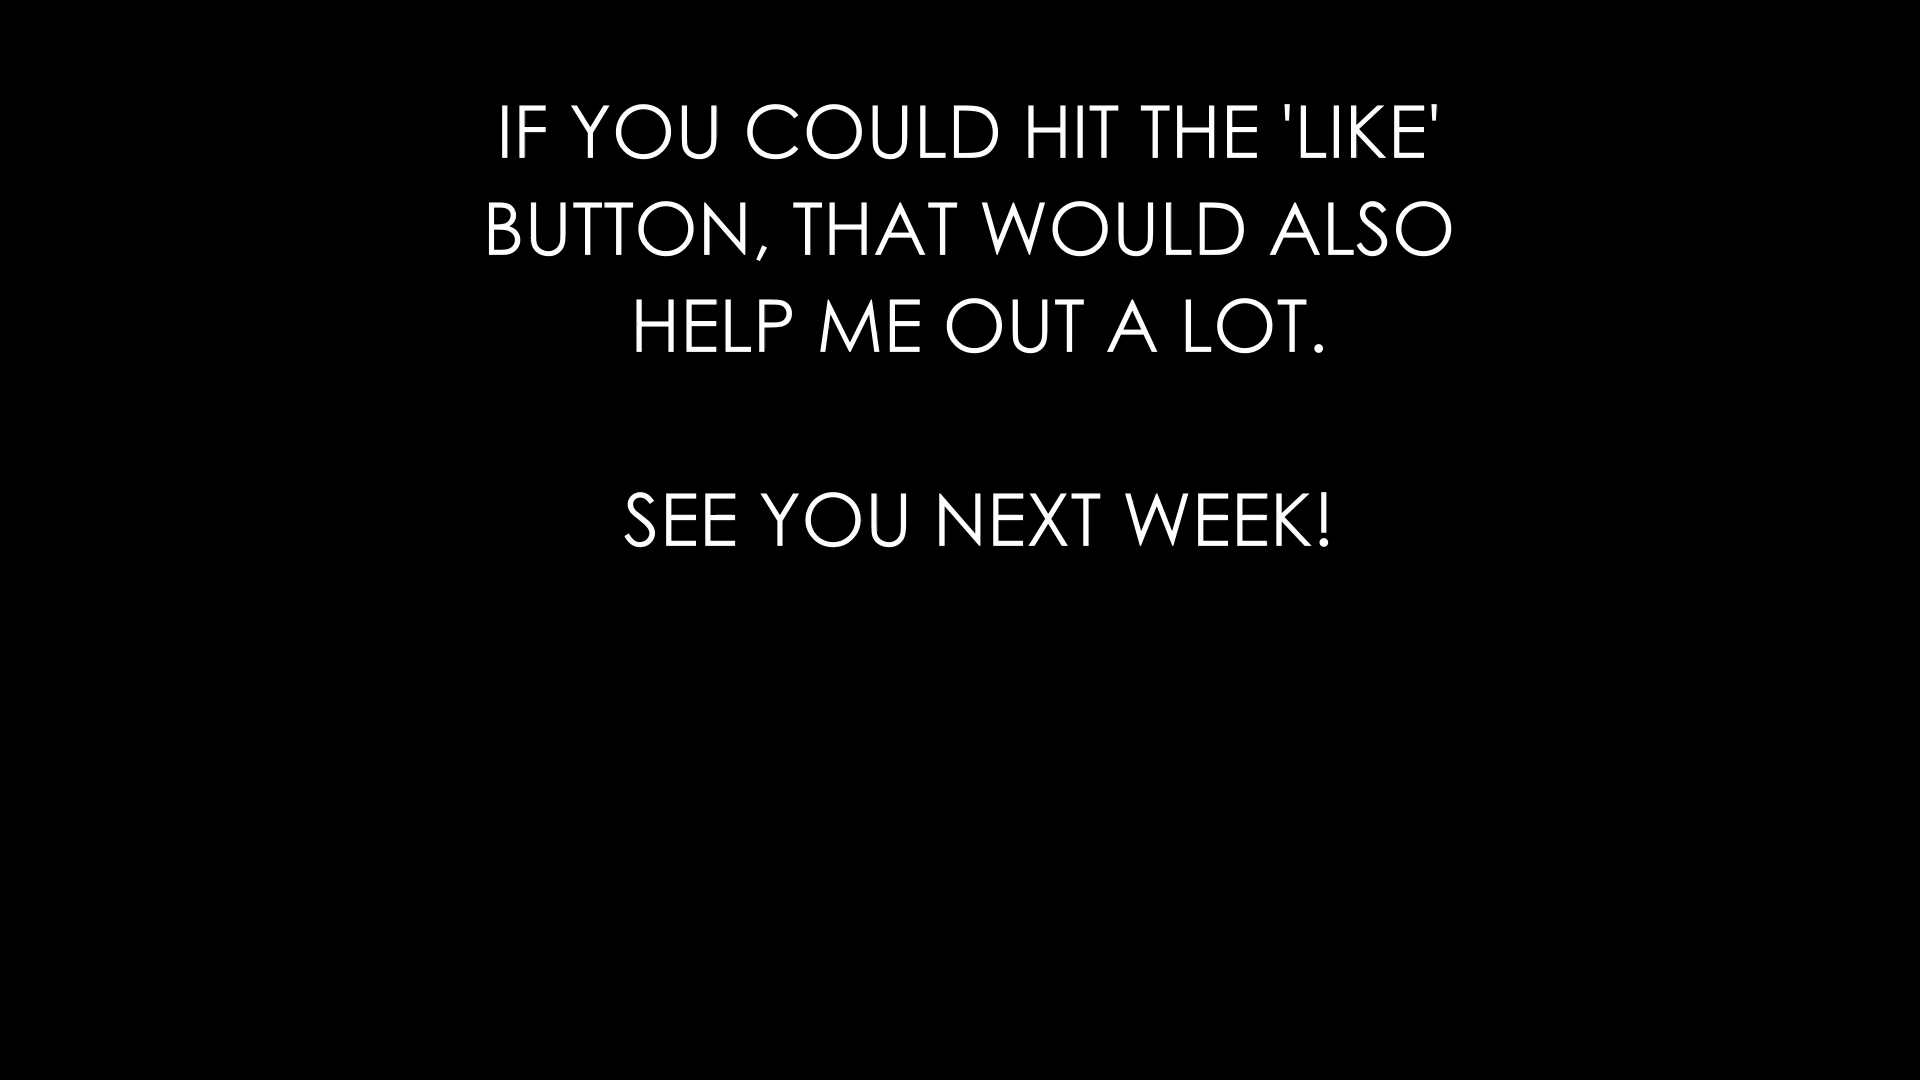 IF YOU COULD HIT THE 'LIKE'
BUTTON, THAT WOULD ALSO
HELP ME OUT A LOT.
SEE YOU NEXT WEEK!